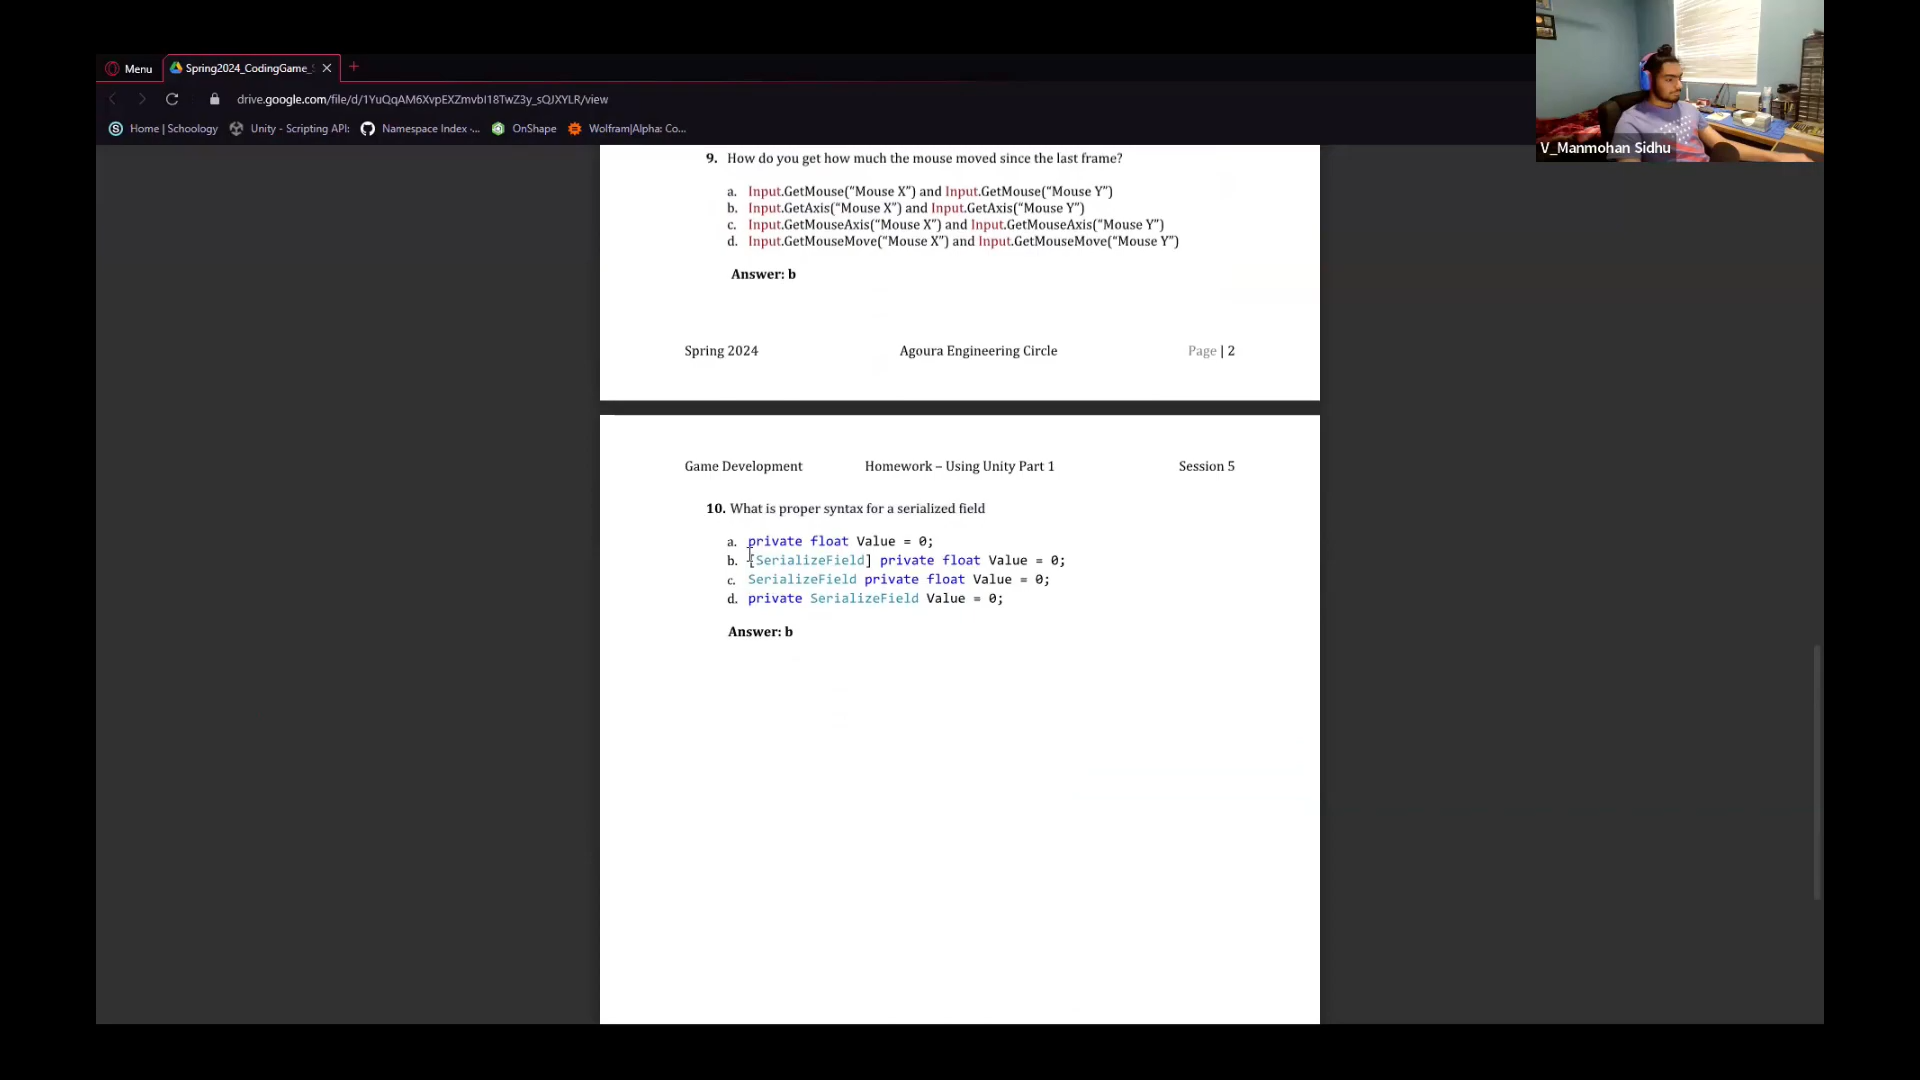 Menu
Spring2024_CodingGame_S
drive.google.com/file/d/1YuQqAM6XvpEXZmvbI18TwZ3y_sQJXYLR/view
Home | Schoology
Unity - Scripting API:
Namespace Index -...
OnShape
Wolfram|Alpha: Co...
V_Manmohan Sidhu
9. How do you get how much the mouse moved since the last frame?
a. Input.GetMouse(“Mouse X”) and Input.GetMouse(“Mouse Y”)
b. Input.GetAxis(“Mouse X”) and Input.GetAxis(“Mouse Y”)
c. Input.GetMouseAxis(“Mouse X”) and Input.GetMouseAxis(“Mouse Y”)
d. Input.GetMouseMove(“Mouse X”) and Input.GetMouseMove(“Mouse Y”)
Answer: b
Spring 2024 Agoura Engineering Circle Page | 2
Game Development Homework – Using Unity Part 1 Session 5
10. What is proper syntax for a serialized field
a. private float Value = 0;
b. [SerializeField] private float Value = 0;
c. SerializeField private float Value = 0;
d. private SerializeField Value = 0;
Answer: b